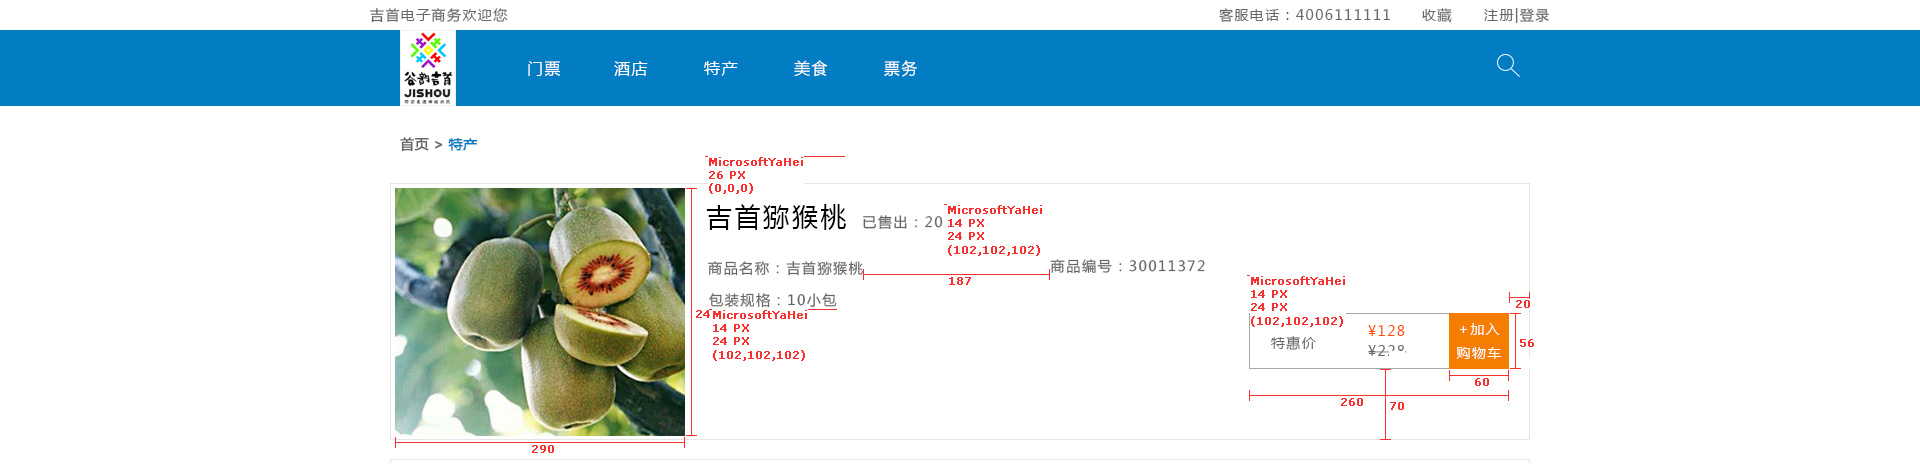 吉首电子商务欢迎您
客服电话：4006111111 收藏 注册|登录
谷韵吉首
JISHOU
门票 酒店 特产 美食 票务
首页 > 特产
MicrosoftYaHei
26 PX
(0,0,0)
吉首猕猴桃 已售出：20
MicrosoftYaHei
14 PX
24 PX
(102,102,102)
商品名称：吉首猕猴桃
187
商品编号：30011372
包装规格：10小包
24
MicrosoftYaHei
14 PX
24 PX
(102,102,102)
MicrosoftYaHei
14 PX
24 PX
(102,102,102)
20
特惠价
¥128
+加入
购物车
56
60
260
70
290